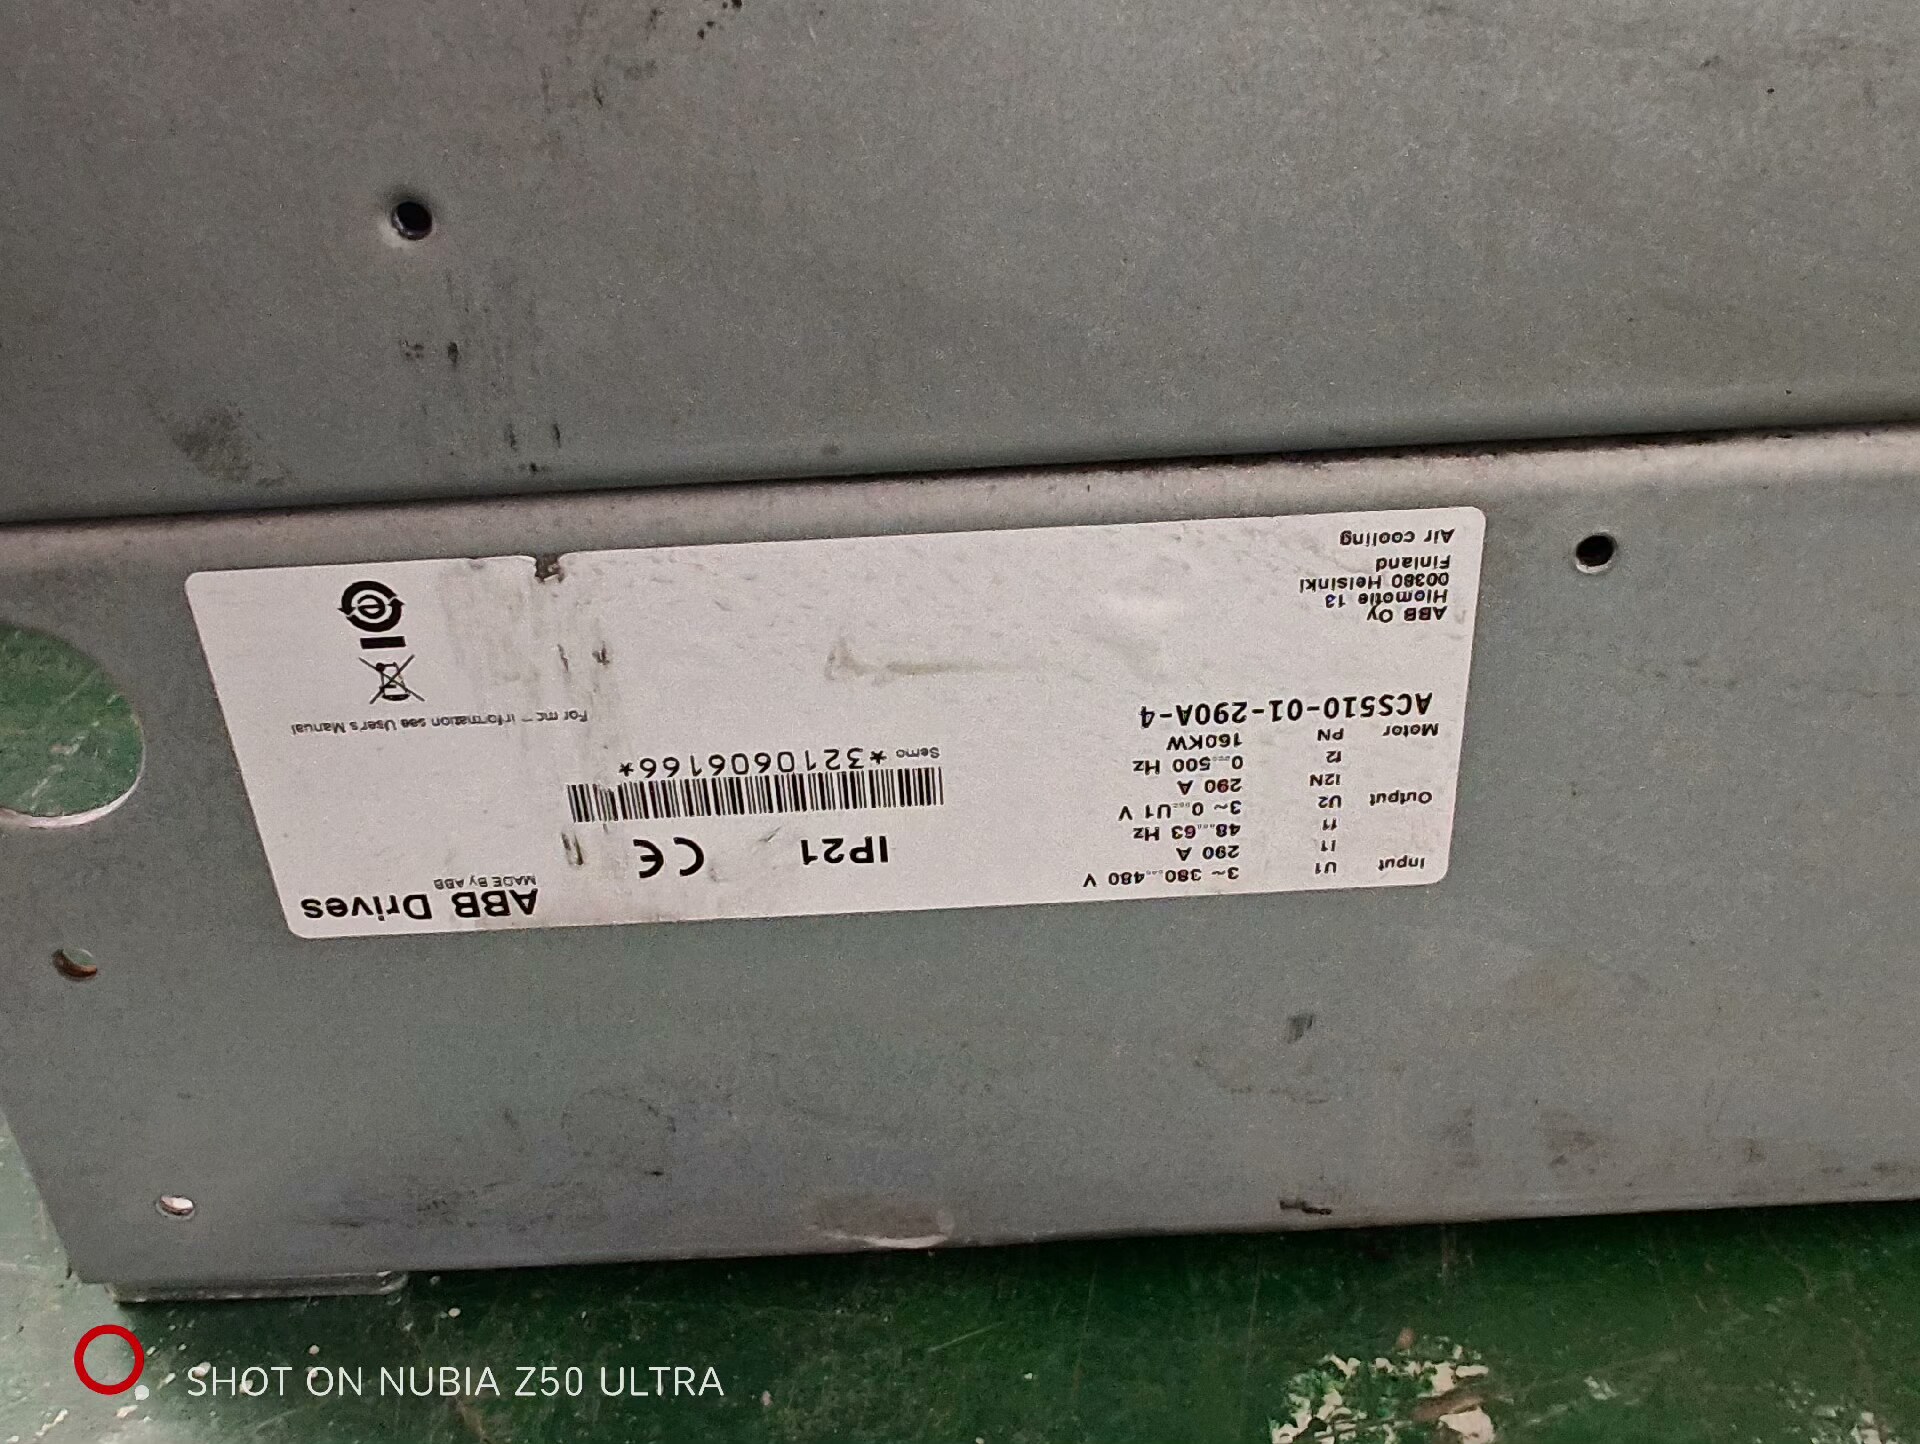 ABB Oy
Hiomotie 13
00380 Helsinki
Finland
Air cooling
ACS510-01-290A-4
Input U1 3~ 380...480 V
I1 290 A
f1 48...63 Hz
Output U2 3~ 0...U1 V
I2N 290 A
f2 0...500 Hz
Motor PN 160KW
IP21
CE
*3210606166*
ABB Drives
MADE By ABB
For information see User's Manual
SHOT ON NUBIA Z50 ULTRA